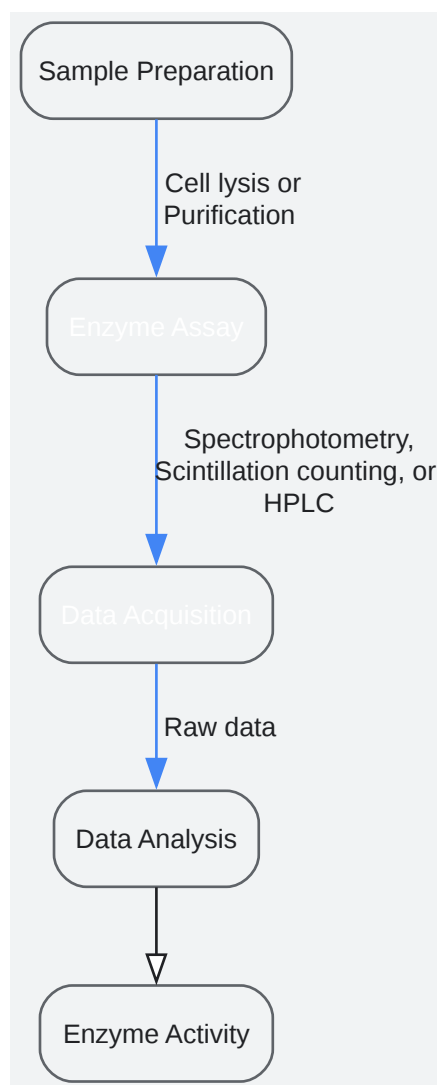 Sample Preparation
Cell lysis or
Purification
Enzyme Assay
Spectrophotometry,
Scintillation counting, or
HPLC
Data Acquisition
Raw data
Data Analysis
Enzyme Activity